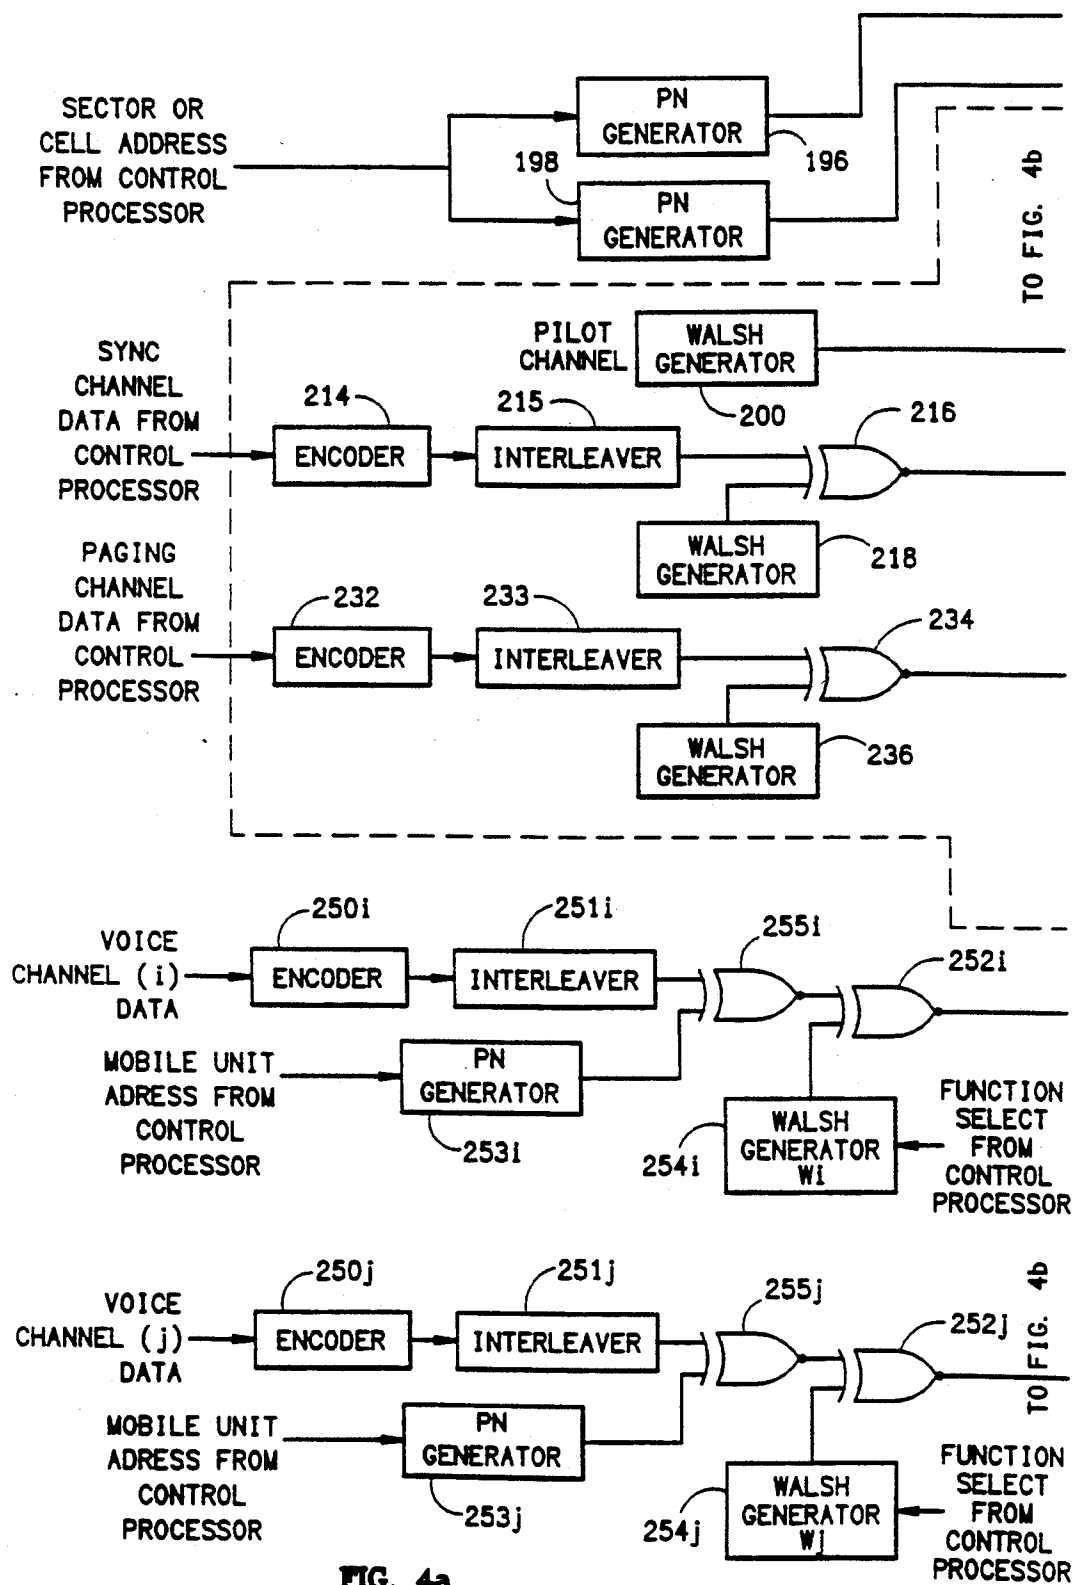 SECTOR OR
CELL ADDRESS
FROM CONTROL
PROCESSOR
PN
GENERATOR
196
198
PN
GENERATOR
TO FIG. 4b
SYNC
CHANNEL
DATA FROM
CONTROL
PROCESSOR
PILOT
CHANNEL
WALSH
GENERATOR
200
214
ENCODER
215
INTERLEAVER
216
WALSH
GENERATOR
218
PAGING
CHANNEL
DATA FROM
CONTROL
PROCESSOR
232
ENCODER
233
INTERLEAVER
234
WALSH
GENERATOR
236
VOICE
CHANNEL (i)
DATA
250i
ENCODER
251i
INTERLEAVER
255i
252i
MOBILE UNIT
ADRESS FROM
CONTROL
PROCESSOR
PN
GENERATOR
253i
254i
WALSH
GENERATOR
Wi
FUNCTION
SELECT
FROM
CONTROL
PROCESSOR
VOICE
CHANNEL (j)
DATA
250j
ENCODER
251j
INTERLEAVER
255j
252j
TO FIG. 4b
MOBILE UNIT
ADRESS FROM
CONTROL
PROCESSOR
PN
GENERATOR
253j
254j
WALSH
GENERATOR
Wj
FUNCTION
SELECT
FROM
CONTROL
PROCESSOR
FIG. 4a